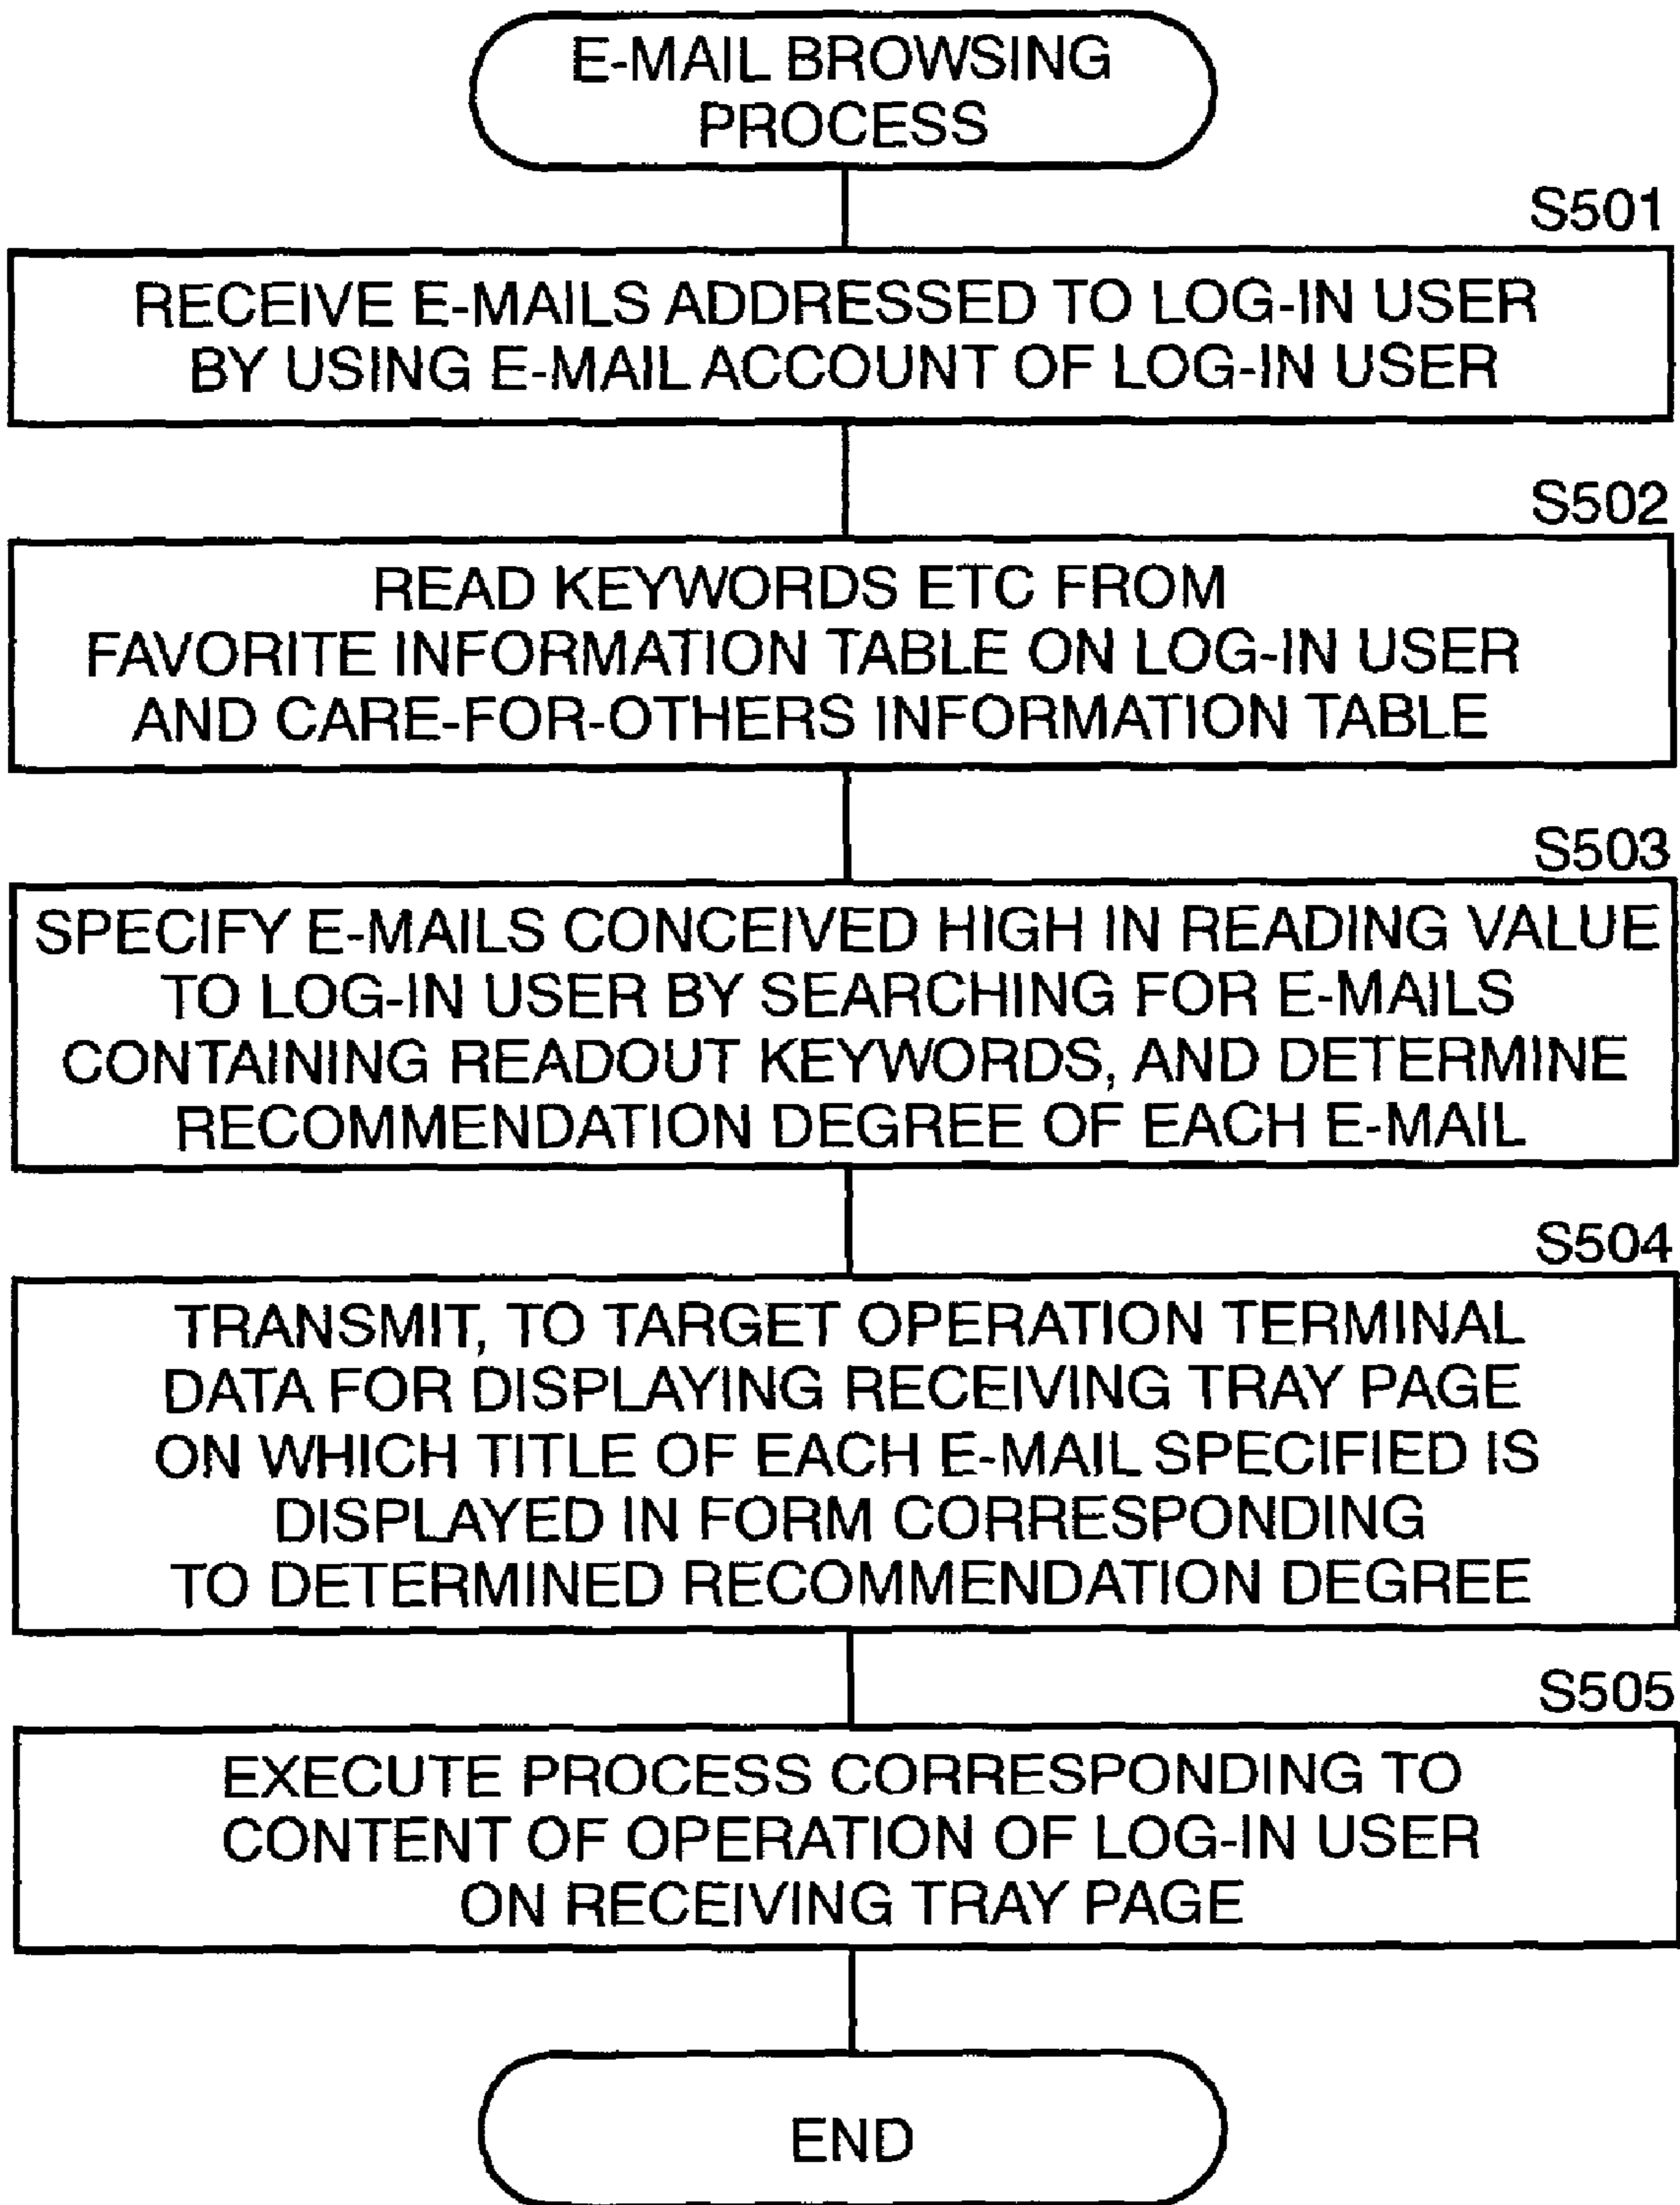 E-MAIL BROWSING
PROCESS
S501
RECEIVE E-MAILS ADDRESSED TO LOG-IN USER
BY USING E-MAIL ACCOUNT OF LOG-IN USER
S502
READ KEYWORDS ETC FROM
FAVORITE INFORMATION TABLE ON LOG-IN USER
AND CARE-FOR-OTHERS INFORMATION TABLE
S503
SPECIFY E-MAILS CONCEIVED HIGH IN READING VALUE
TO LOG-IN USER BY SEARCHING FOR E-MAILS
CONTAINING READOUT KEYWORDS, AND DETERMINE
RECOMMENDATION DEGREE OF EACH E-MAIL
S504
TRANSMIT, TO TARGET OPERATION TERMINAL
DATA FOR DISPLAYING RECEIVING TRAY PAGE
ON WHICH TITLE OF EACH E-MAIL SPECIFIED IS
DISPLAYED IN FORM CORRESPONDING
TO DETERMINED RECOMMENDATION DEGREE
S505
EXECUTE PROCESS CORRESPONDING TO
CONTENT OF OPERATION OF LOG-IN USER
ON RECEIVING TRAY PAGE
END